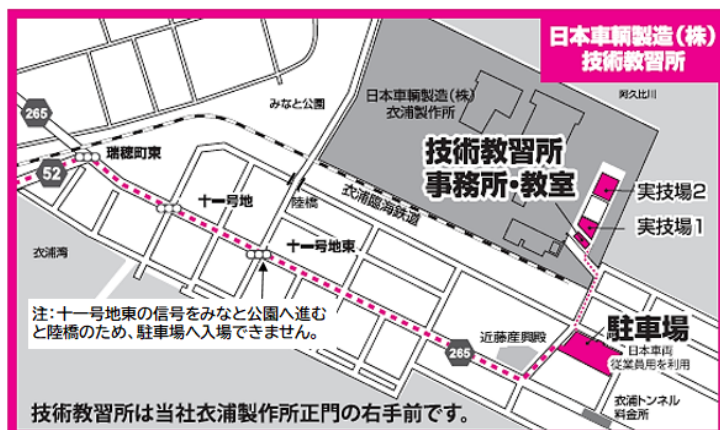 日本車輌製造(株)
技術教習所
阿久比川
みなと公園
日本車輌製造(株)
衣浦製作所
265
瑞穂町東
52
技術教習所
事務所・教室
実技場2
実技場1
十一号地
陸橋
衣浦臨海鉄道
十一号地東
衣浦湾
注:十一号地東の信号をみなと公園へ進む
と陸橋のため、駐車場へ入場できません。
近藤産興殿
265
駐車場
日本車両
従業員用を利用
衣浦トンネル
料金所
技術教習所は当社衣浦製作所正門の右手前です。